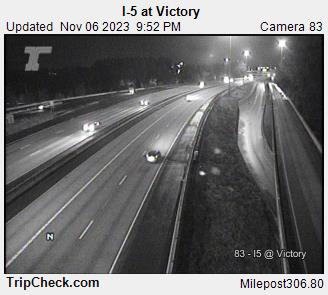 I-5 at Victory
Updated Nov 06 2023 9:52 PM Camera 83
T
N
83 - I5 @ Victory
TripCheck.com Milepost306.80